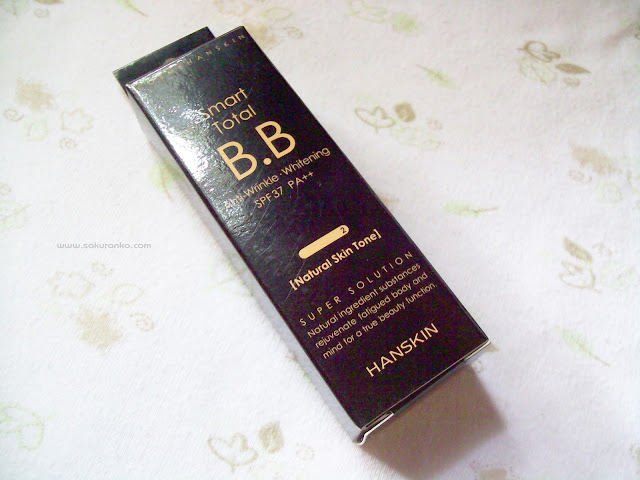 HANSKIN
Smart
Total
B.B
Anti-Wrinkle·Whitening
SPF37 PA++
2
[Natural Skin Tone]
SUPER SOLUTION
Natural ingredient substances
rejuvenate fatigued body and
mind for a true beauty function.
HANSKIN
www.sakuranko.com